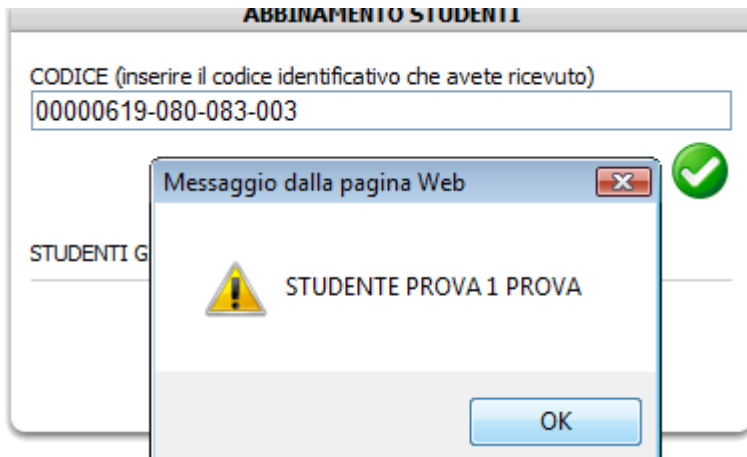 ABBINAMENTO STUDENTI
CODICE (inserire il codice identificativo che avete ricevuto)
00000619-080-083-003
Messaggio dalla pagina Web
STUDENTI G
STUDENTE PROVA 1 PROVA
OK